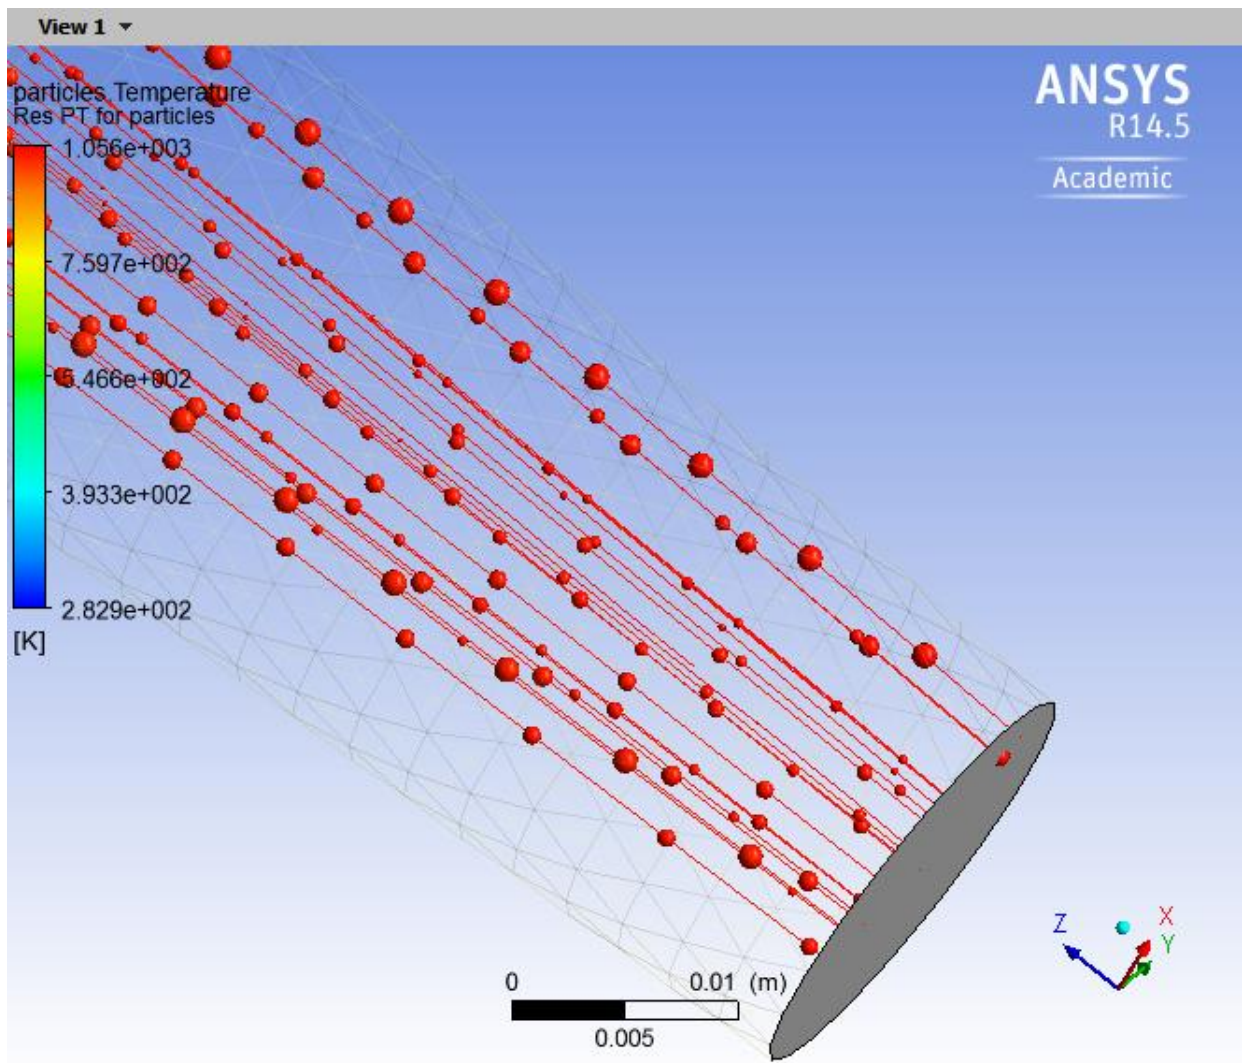 View 1
ANSYS
R14.5
Academic
particles.Temperature
Res PT for particles
1.056e+003
7.597e+002
5.466e+002
3.933e+002
2.829e+002
[K]
Z
X
Y
0
0.01
(m)
0.005